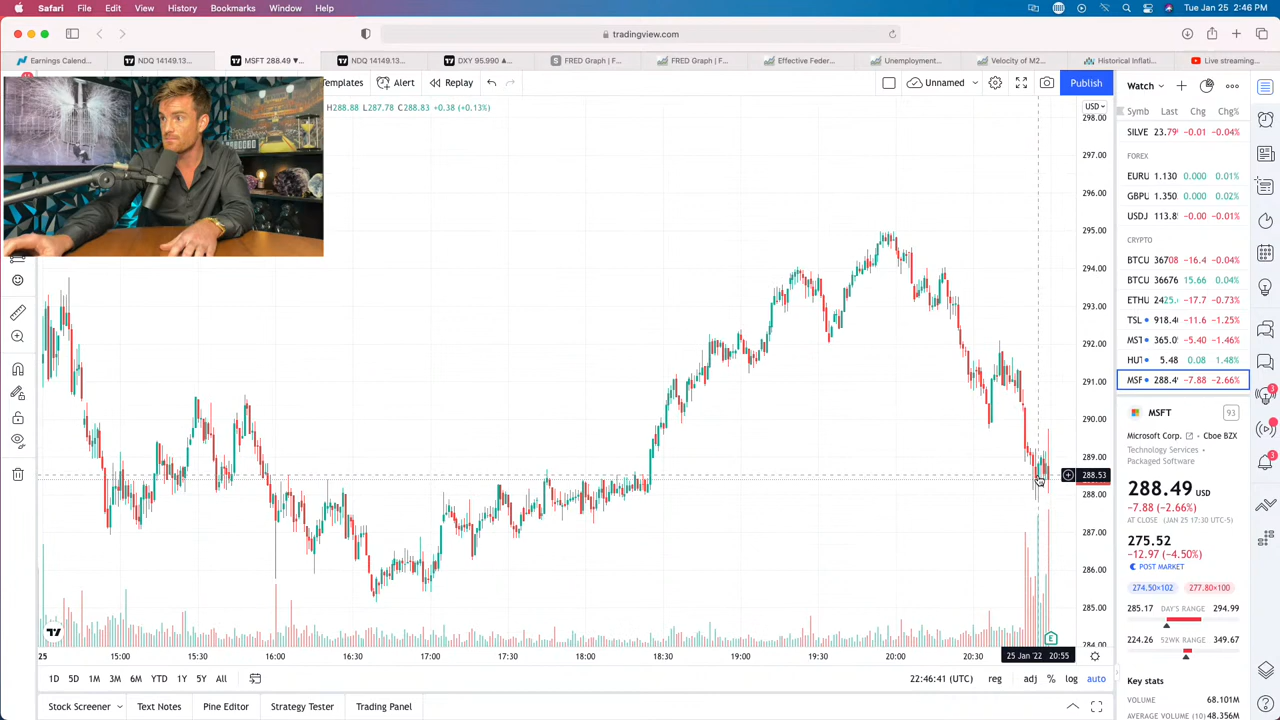 Safari File Edit View History Bookmarks Window Help Tue Jan 25 2:46 PM
tradingview.com
Earnings Calend... NDQ 14149.13... MSFT 288.49 ▼... NDQ 14149.13... DXY 95.990 ▲... FRED Graph | F... FRED Graph | F... Effective Feder... Unemployment... Velocity of M2... Historical Inflati... Live streaming...
Templates Alert Replay Unnamed Publish Watch
H288.88 L287.78 C288.83 +0.38 (+0.13%)
USD
298.00
297.00
296.00
295.00
294.00
293.00
292.00
291.00
290.00
289.00
288.53
288.00
287.00
286.00
285.00
284.00
Symb Last Chg Chg%
SILVE 23.79 −0.01 −0.04%
FOREX
EURU 1.130 0.000 0.01%
GBPU 1.350 0.000 0.02%
USDJ 113.8 −0.00 −0.01%
CRYPTO
BTCU 36708 −16.4 −0.04%
BTCU 36676 15.66 0.04%
ETHU 2425. −17.7 −0.73%
TSL 918.4 −11.6 −1.25%
MST 365.0 −5.40 −1.46%
HUT 5.48 0.08 1.48%
MSF 288.4 −7.88 −2.66%
MSFT 93
Microsoft Corp. Cboe BZX
Technology Services
Packaged Software
288.49 USD
−7.88 (−2.66%)
AT CLOSE (JAN 25 17:30 UTC-5)
275.52
−12.97 (−4.50%)
POST MARKET
274.50×102 277.80×100
285.17 DAY'S RANGE 294.99
224.26 52WK RANGE 349.67
Key stats
VOLUME 68.101M
AVERAGE VOLUME (10) 48.356M
3
3
E
25 15:00 15:30 16:00 16:30 17:00 17:30 18:00 18:30 19:00 19:30 20:00 20:30 25 Jan '22 20:55
1D 5D 1M 3M 6M YTD 1Y 5Y All 22:46:41 (UTC) reg adj % log auto
Stock Screener Text Notes Pine Editor Strategy Tester Trading Panel